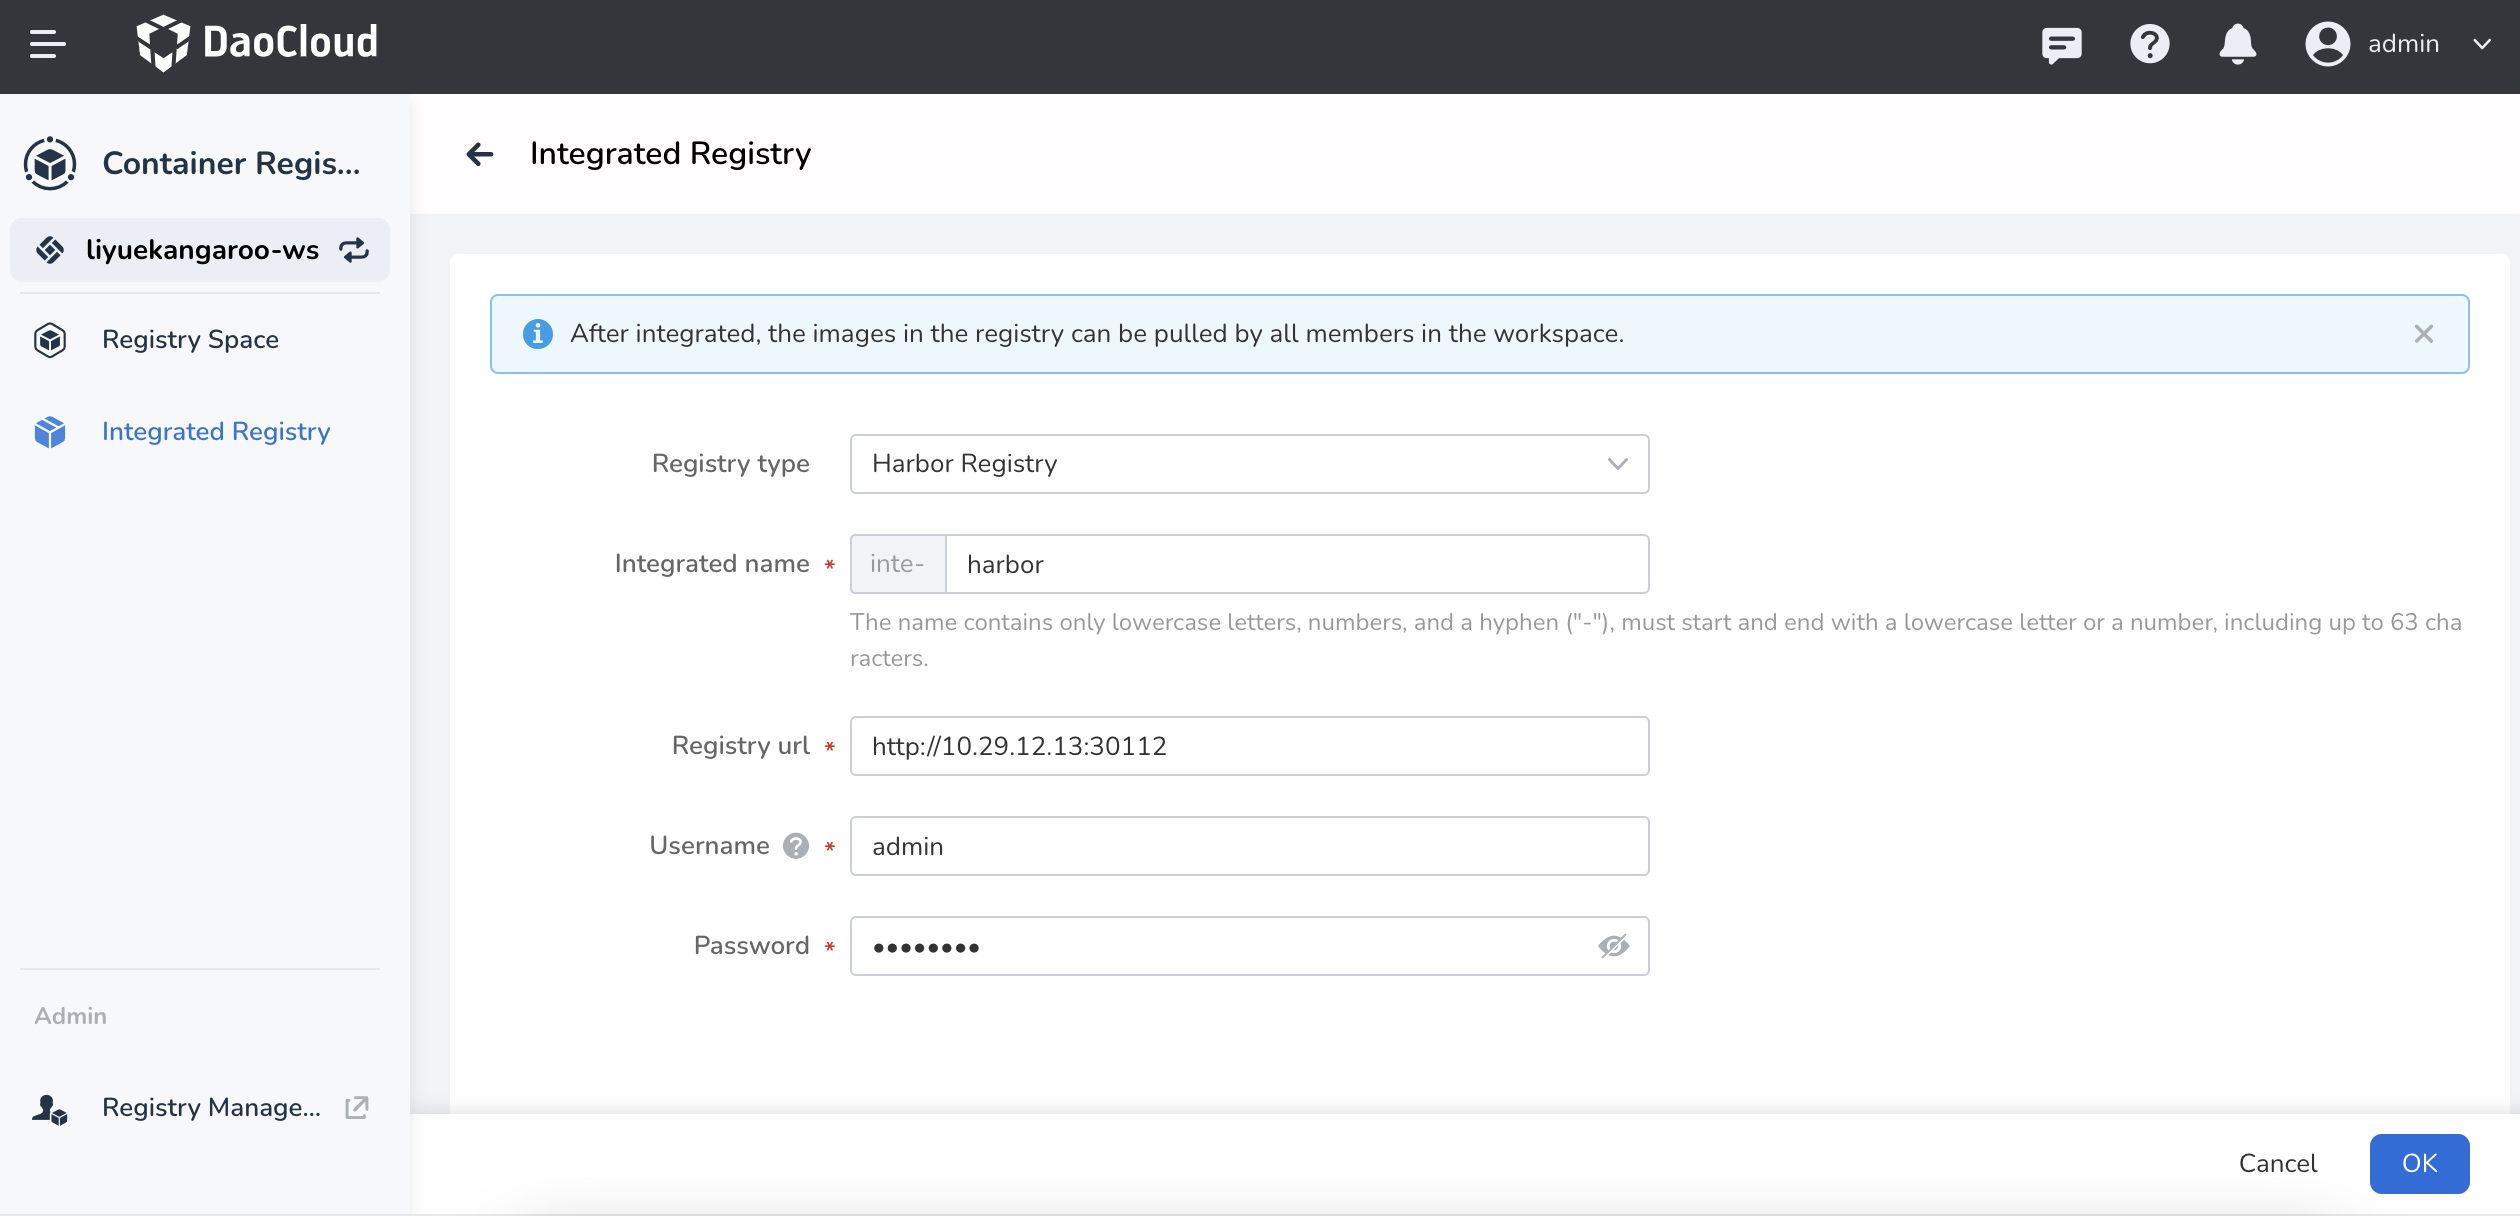 DaoCloud
admin
Container Regis...
liyuekangaroo-ws
Registry Space
Integrated Registry
Admin
Registry Manage...
Integrated Registry
After integrated, the images in the registry can be pulled by all members in the workspace.
Registry type
Harbor Registry
Integrated name *
inte- harbor
The name contains only lowercase letters, numbers, and a hyphen ("-"), must start and end with a lowercase letter or a number, including up to 63 cha
racters.
Registry url *
http://10.29.12.13:30112
Username ? *
admin
Password *
••••••••
Cancel
OK